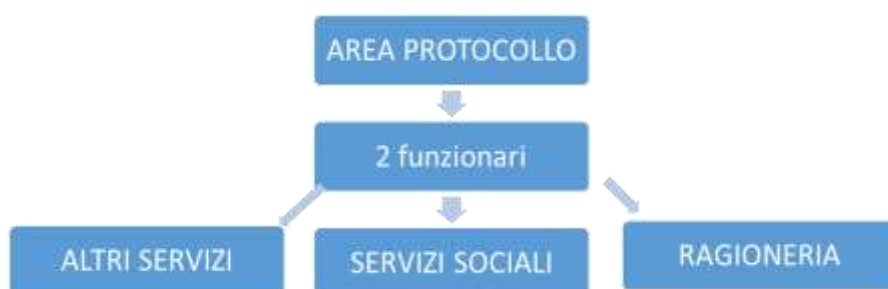 AREA PROTOCOLLO
2 funzionari
ALTRI SERVIZI
SERVIZI SOCIALI
RAGIONERIA